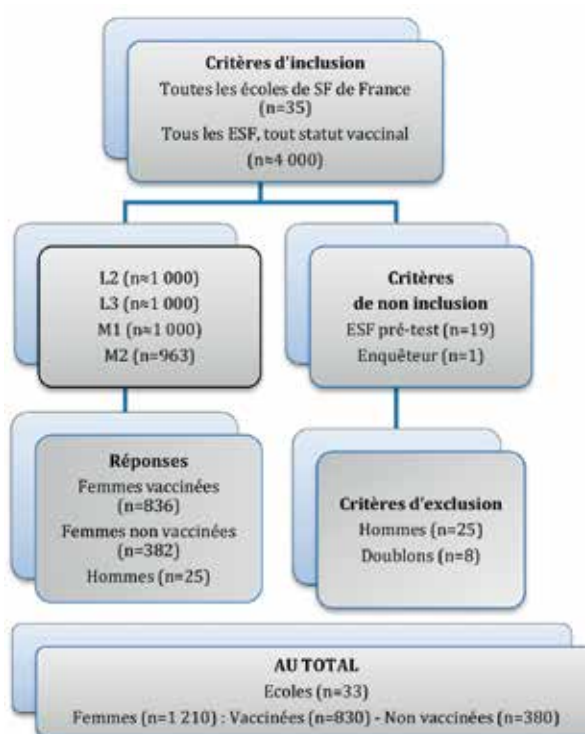 Critères d'inclusion
Toutes les écoles de SF de France
(n=35)
Tous les ESF, tout statut vaccinal
(n≈4 000)
L2 (n≈1 000)
L3 (n≈1 000)
M1 (n≈1 000)
M2 (n=963)
Critères
de non inclusion
ESF pré-test (n=19)
Enquêteur (n=1)
Réponses
Femmes vaccinées
(n=836)
Femmes non vaccinées
(n=382)
Hommes (n=25)
Critères d'exclusion
Hommes (n=25)
Doublons (n=8)
AU TOTAL
Ecoles (n=33)
Femmes (n=1 210) : Vaccinées (n=830) - Non vaccinées (n=380)